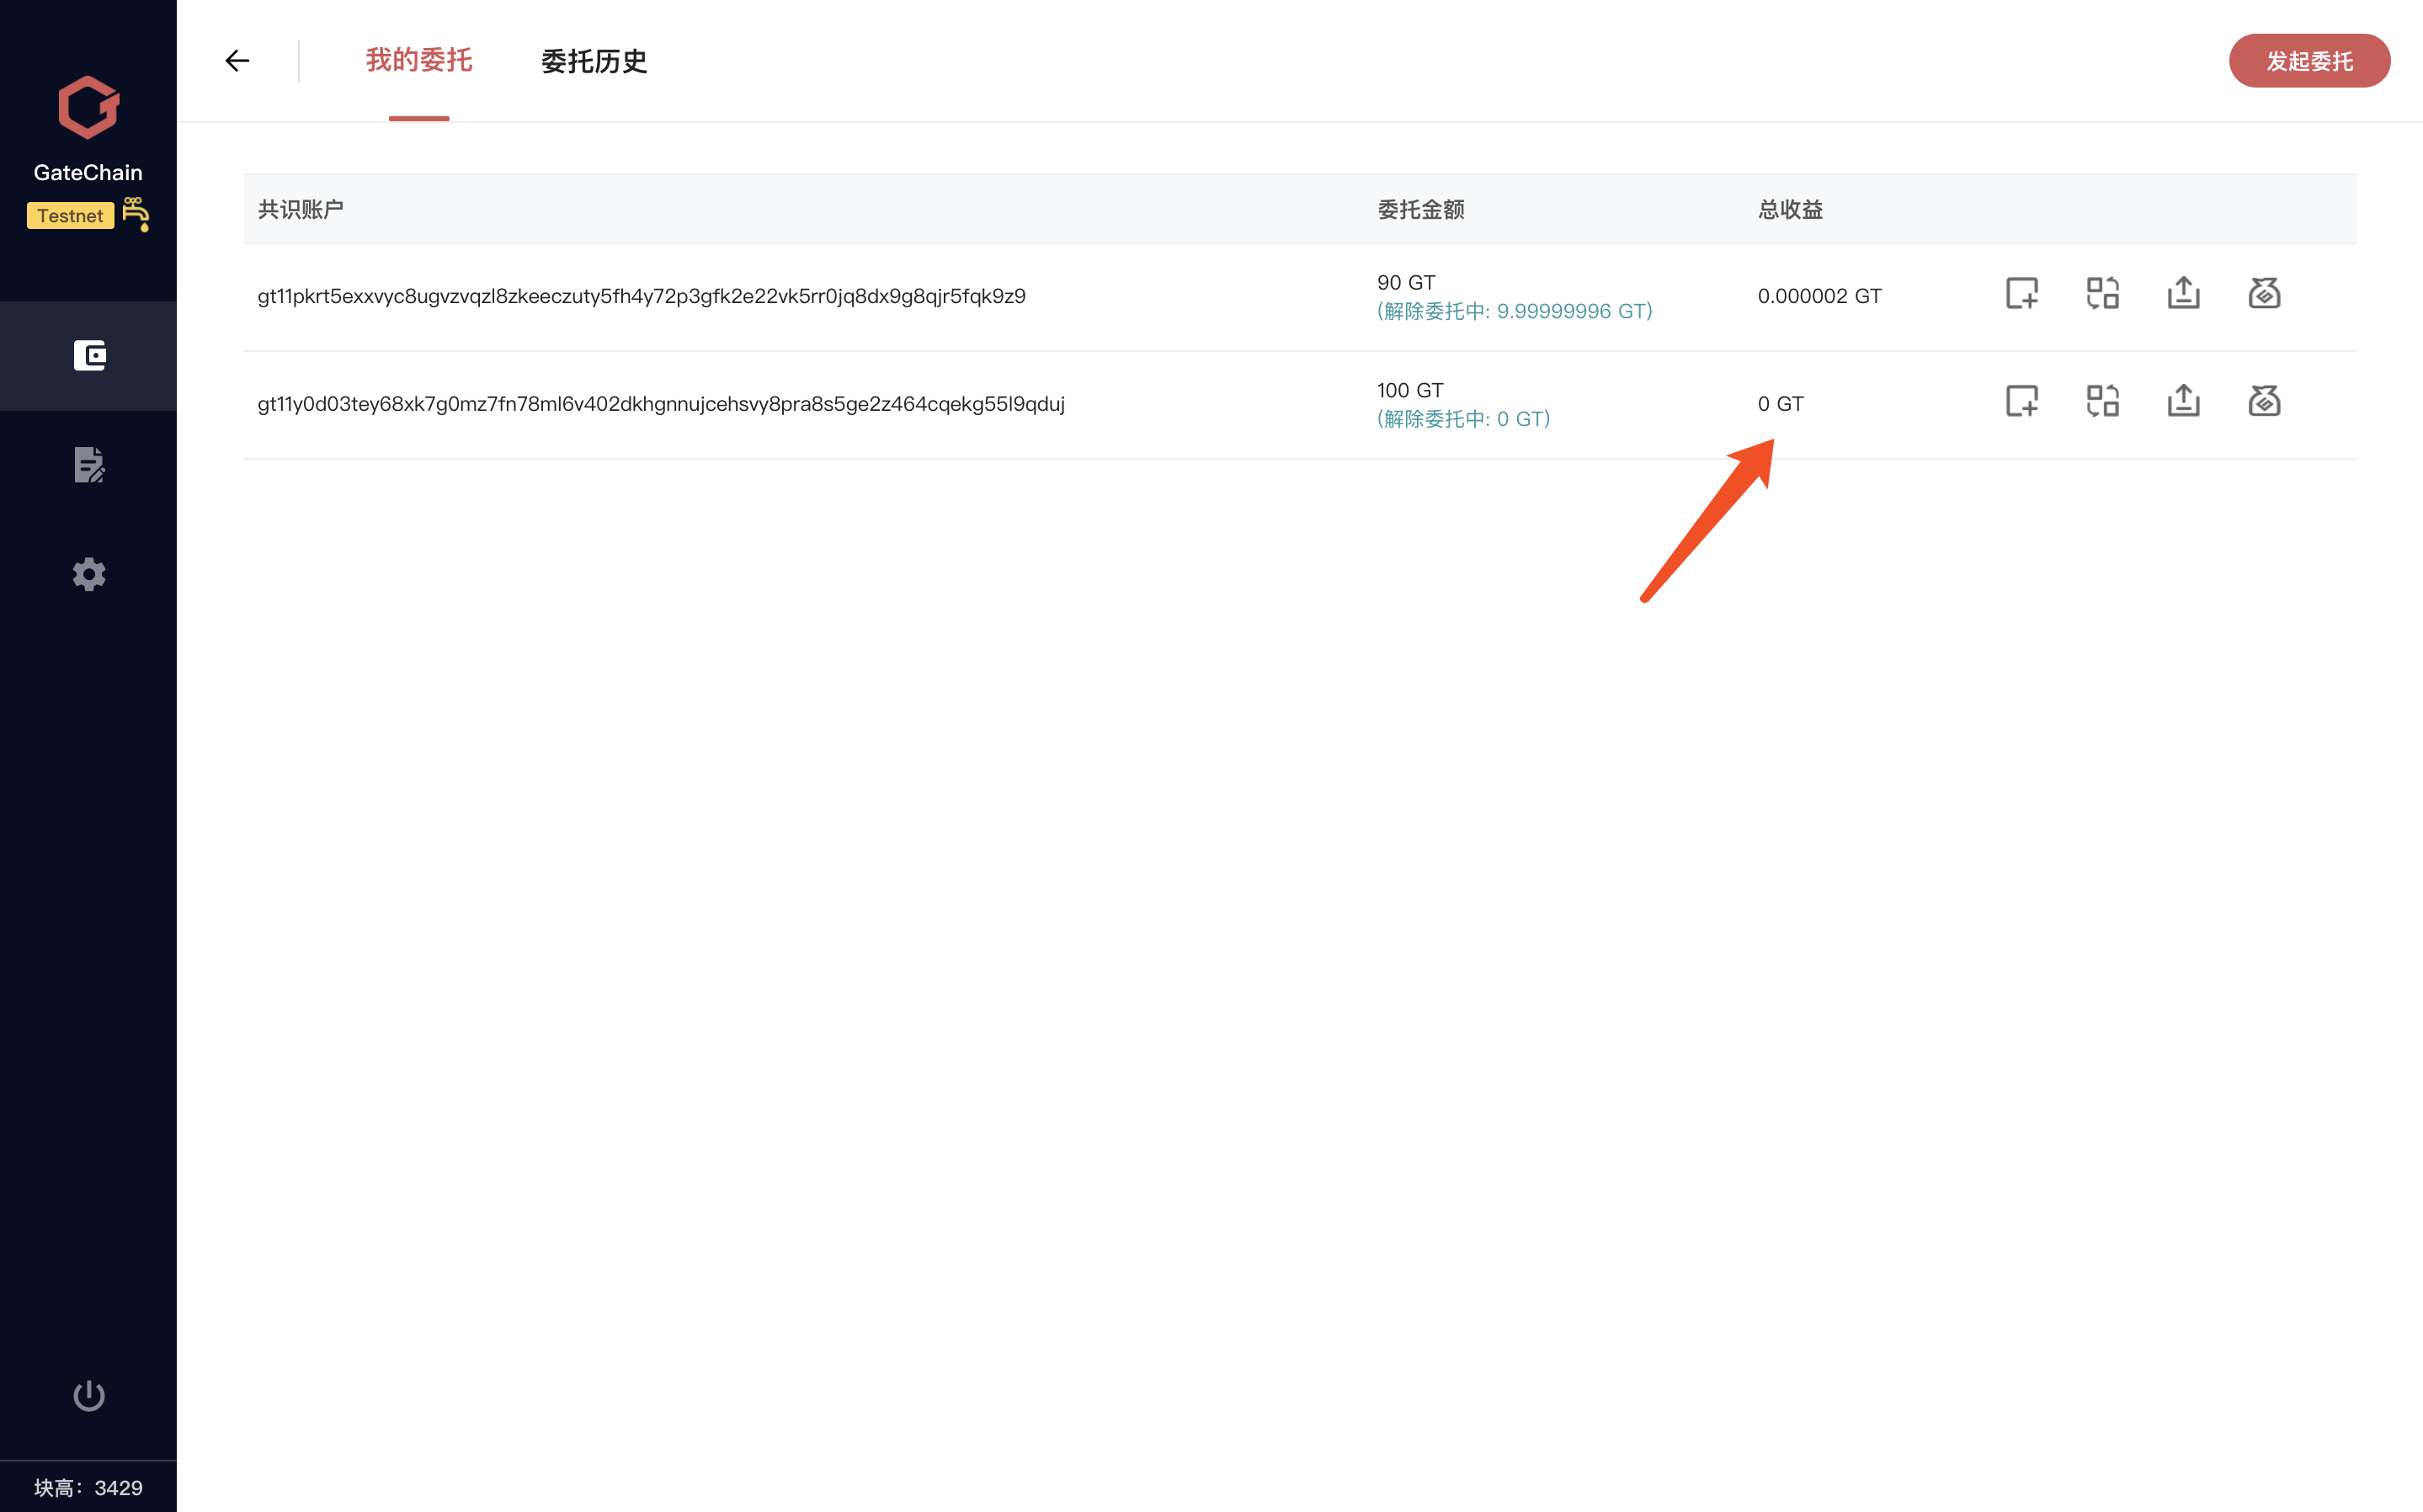 GateChain
Testnet
块高：3429
我的委托
委托历史
发起委托
共识账户
委托金额
总收益
gt11pkrt5exxvyc8ugvzvqzl8zkeeczuty5fh4y72p3gfk2e22vk5rr0jq8dx9g8qjr5fqk9z9
90 GT
(解除委托中: 9.99999996 GT)
0.000002 GT
gt11y0d03tey68xk7g0mz7fn78ml6v402dkhgnnujcehsvy8pra8s5ge2z464cqekg55l9qduj
100 GT
(解除委托中: 0 GT)
0 GT